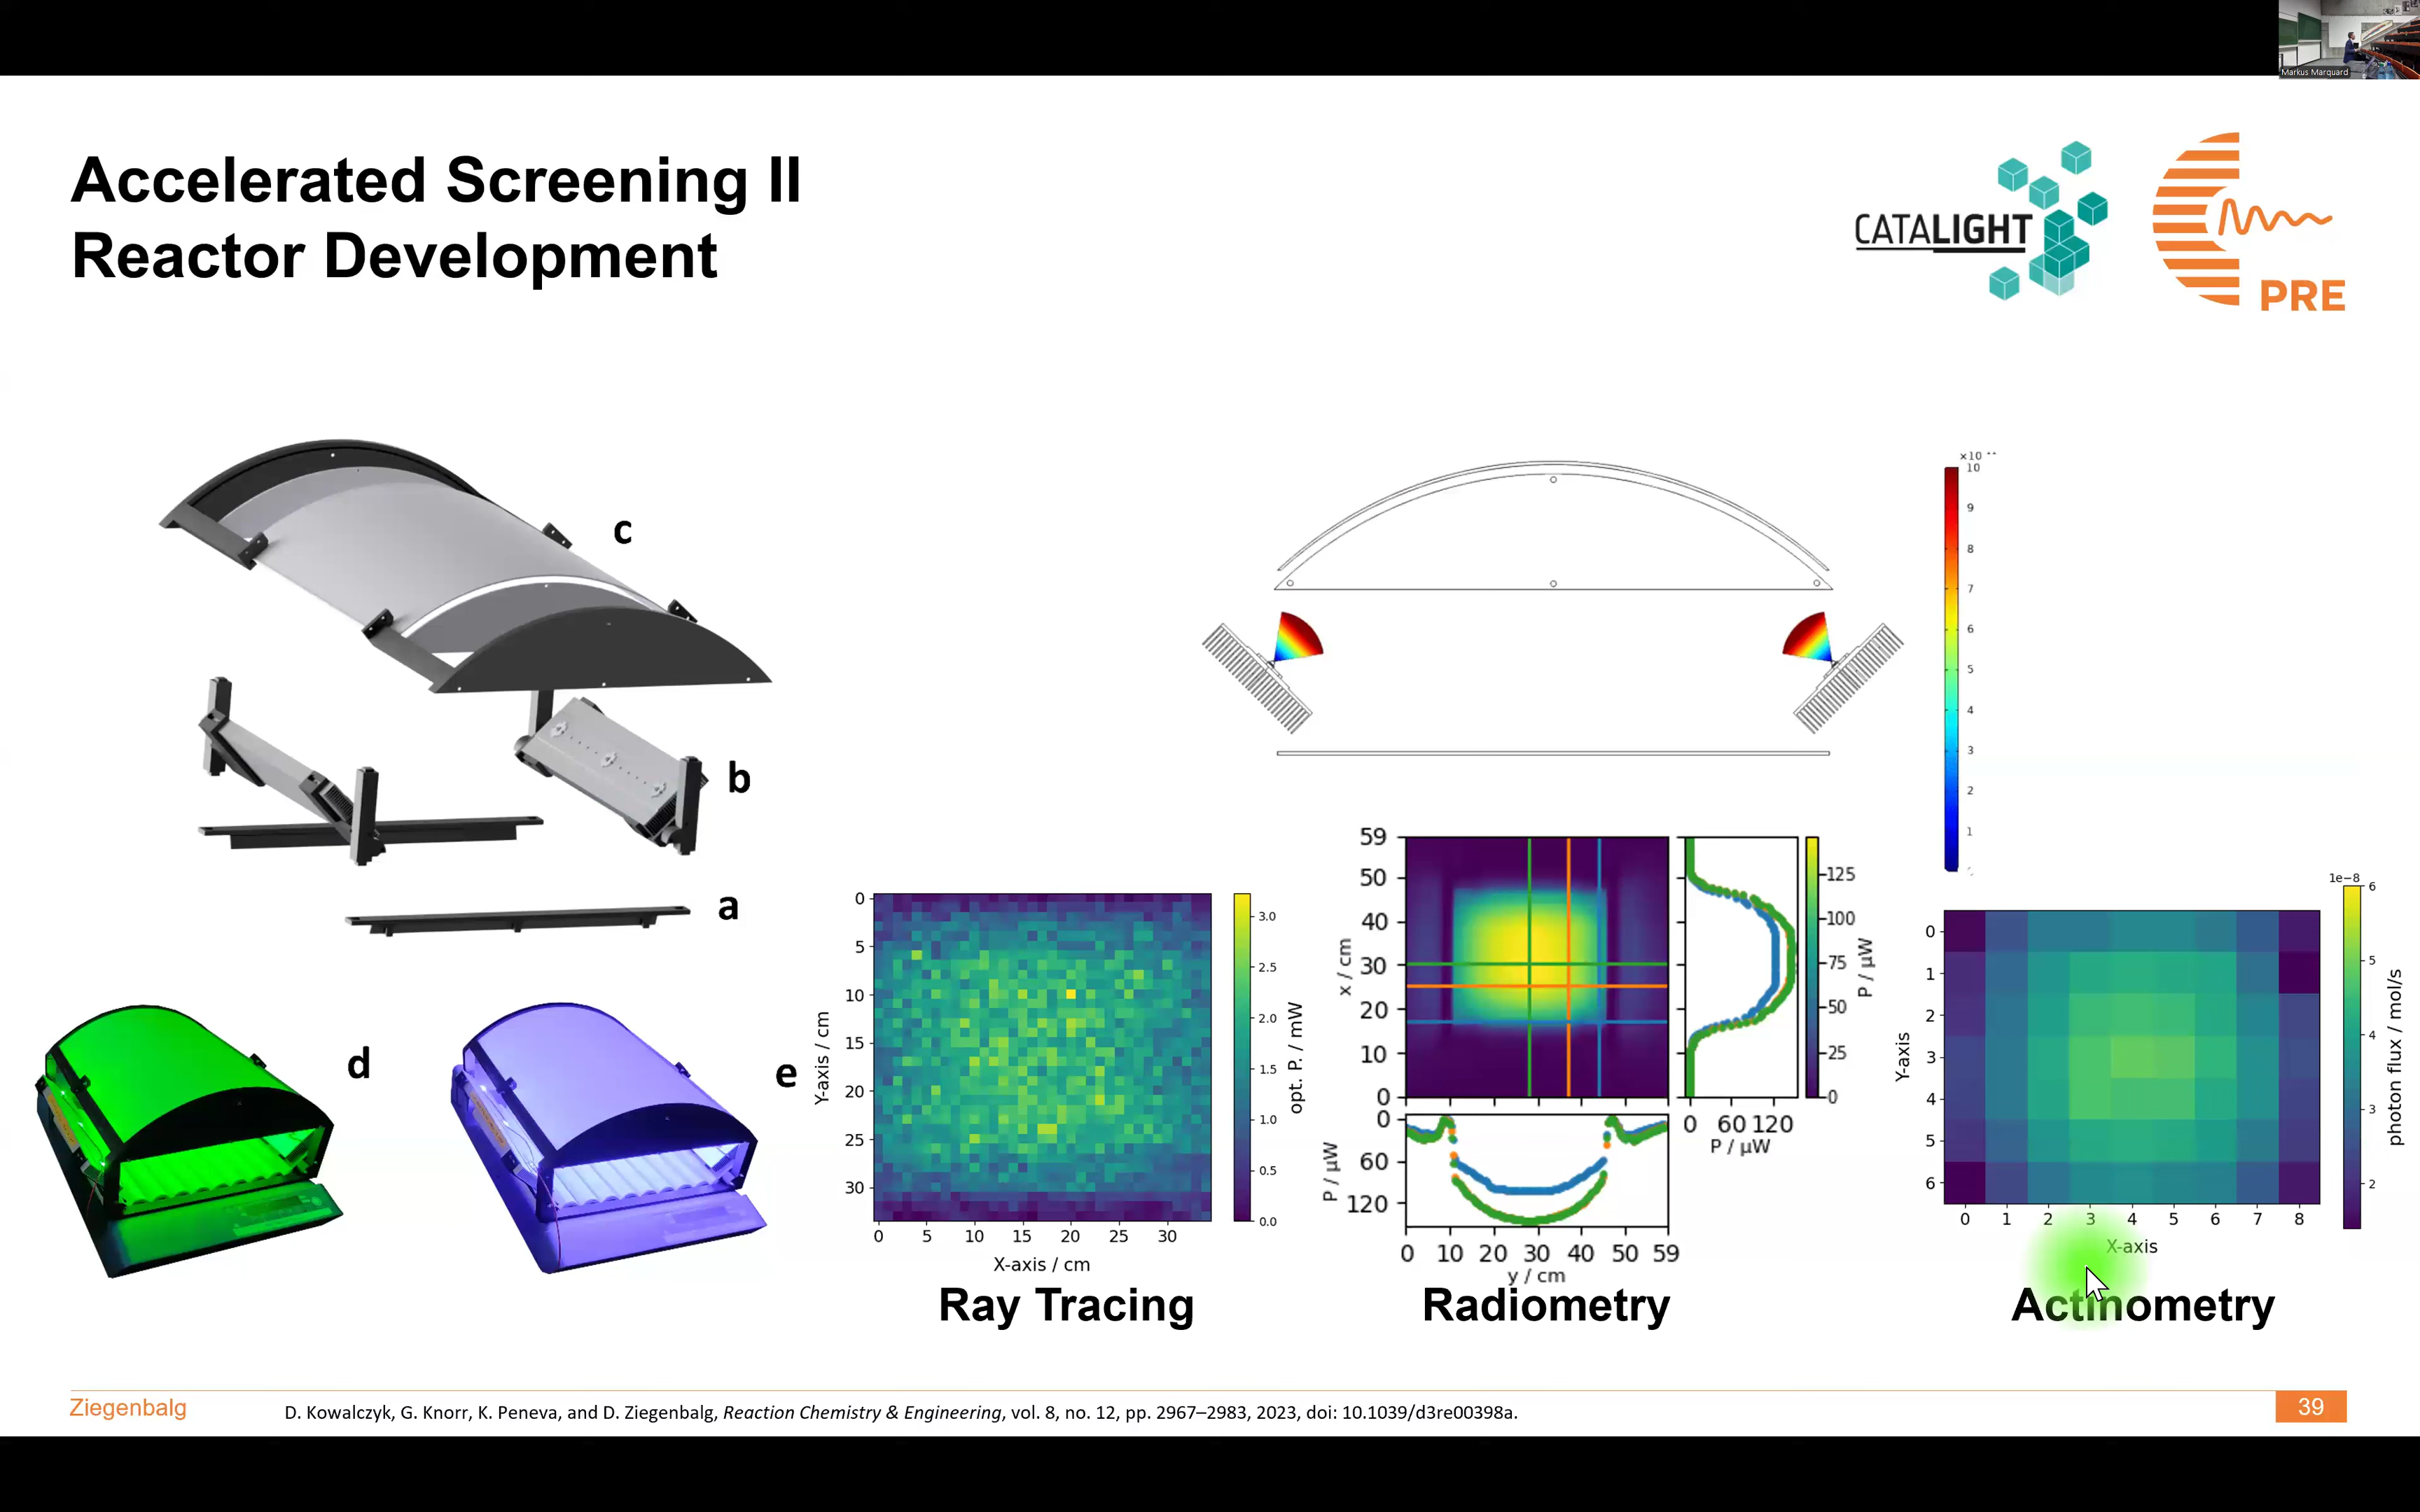 Markus Marquard
Accelerated Screening II
Reactor Development
CATALIGHT
PRE
c
b
a
d
e
×10
10
9
8
7
6
5
4
3
2
1
0
5
10
15
20
25
30
Y-axis / cm
0 5 10 15 20 25 30
X-axis / cm
3.0
2.5
2.0
1.5
1.0
0.5
0.0
opt. P. / mW
Ray Tracing
59
50
40
30
20
10
0
x / cm
0 60 120
P / µW
125
100
75
50
25
0
P / µW
0
60
120
P / µW
0 10 20 30 40 50 59
y / cm
Radiometry
0
1
2
3
4
5
6
Y-axis
0 1 2 3 4 5 6 7 8
X-axis
1e−8
6
5
4
3
2
photon flux / mol/s
Actinometry
Ziegenbalg
D. Kowalczyk, G. Knorr, K. Peneva, and D. Ziegenbalg, Reaction Chemistry & Engineering, vol. 8, no. 12, pp. 2967–2983, 2023, doi: 10.1039/d3re00398a.
39